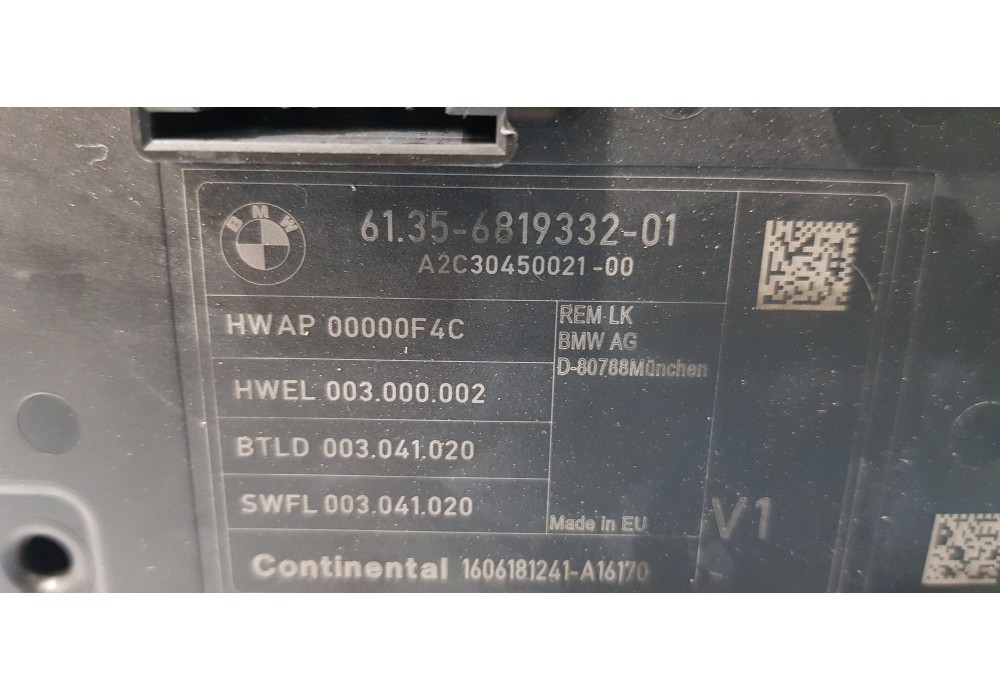 BMW
61.35-6819332-01
A2C30450021-00
HWAP 00000F4C
HWEL 003.000.002
BTLD 003.041.020
SWFL 003.041.020
REM LK
BMW AG
D-80788München
Made in EU
V1
Continental 1606181241-A16170